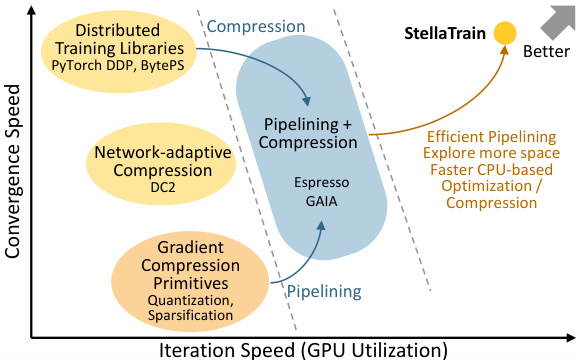 Distributed
Training Libraries
PyTorch DDP, BytePS
Compression
StellaTrain
Better
Pipelining +
Compression
Espresso
GAIA
Network-adaptive
Compression
DC2
Efficient Pipelining
Explore more space
Faster CPU-based
Optimization /
Compression
Gradient
Compression
Primitives
Quantization,
Sparsification
Pipelining
Convergence Speed
Iteration Speed (GPU Utilization)